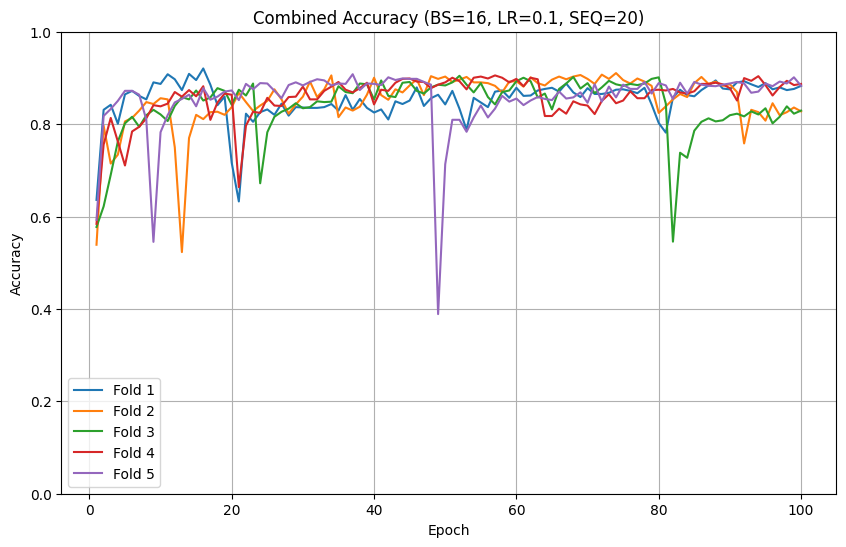 Combined Accuracy (BS=16, LR=0.1, SEQ=20)
1.0
0.8
0.6
0.4
0.2
0.0
Accuracy
Fold 1
Fold 2
Fold 3
Fold 4
Fold 5
0 20 40 60 80 100
Epoch